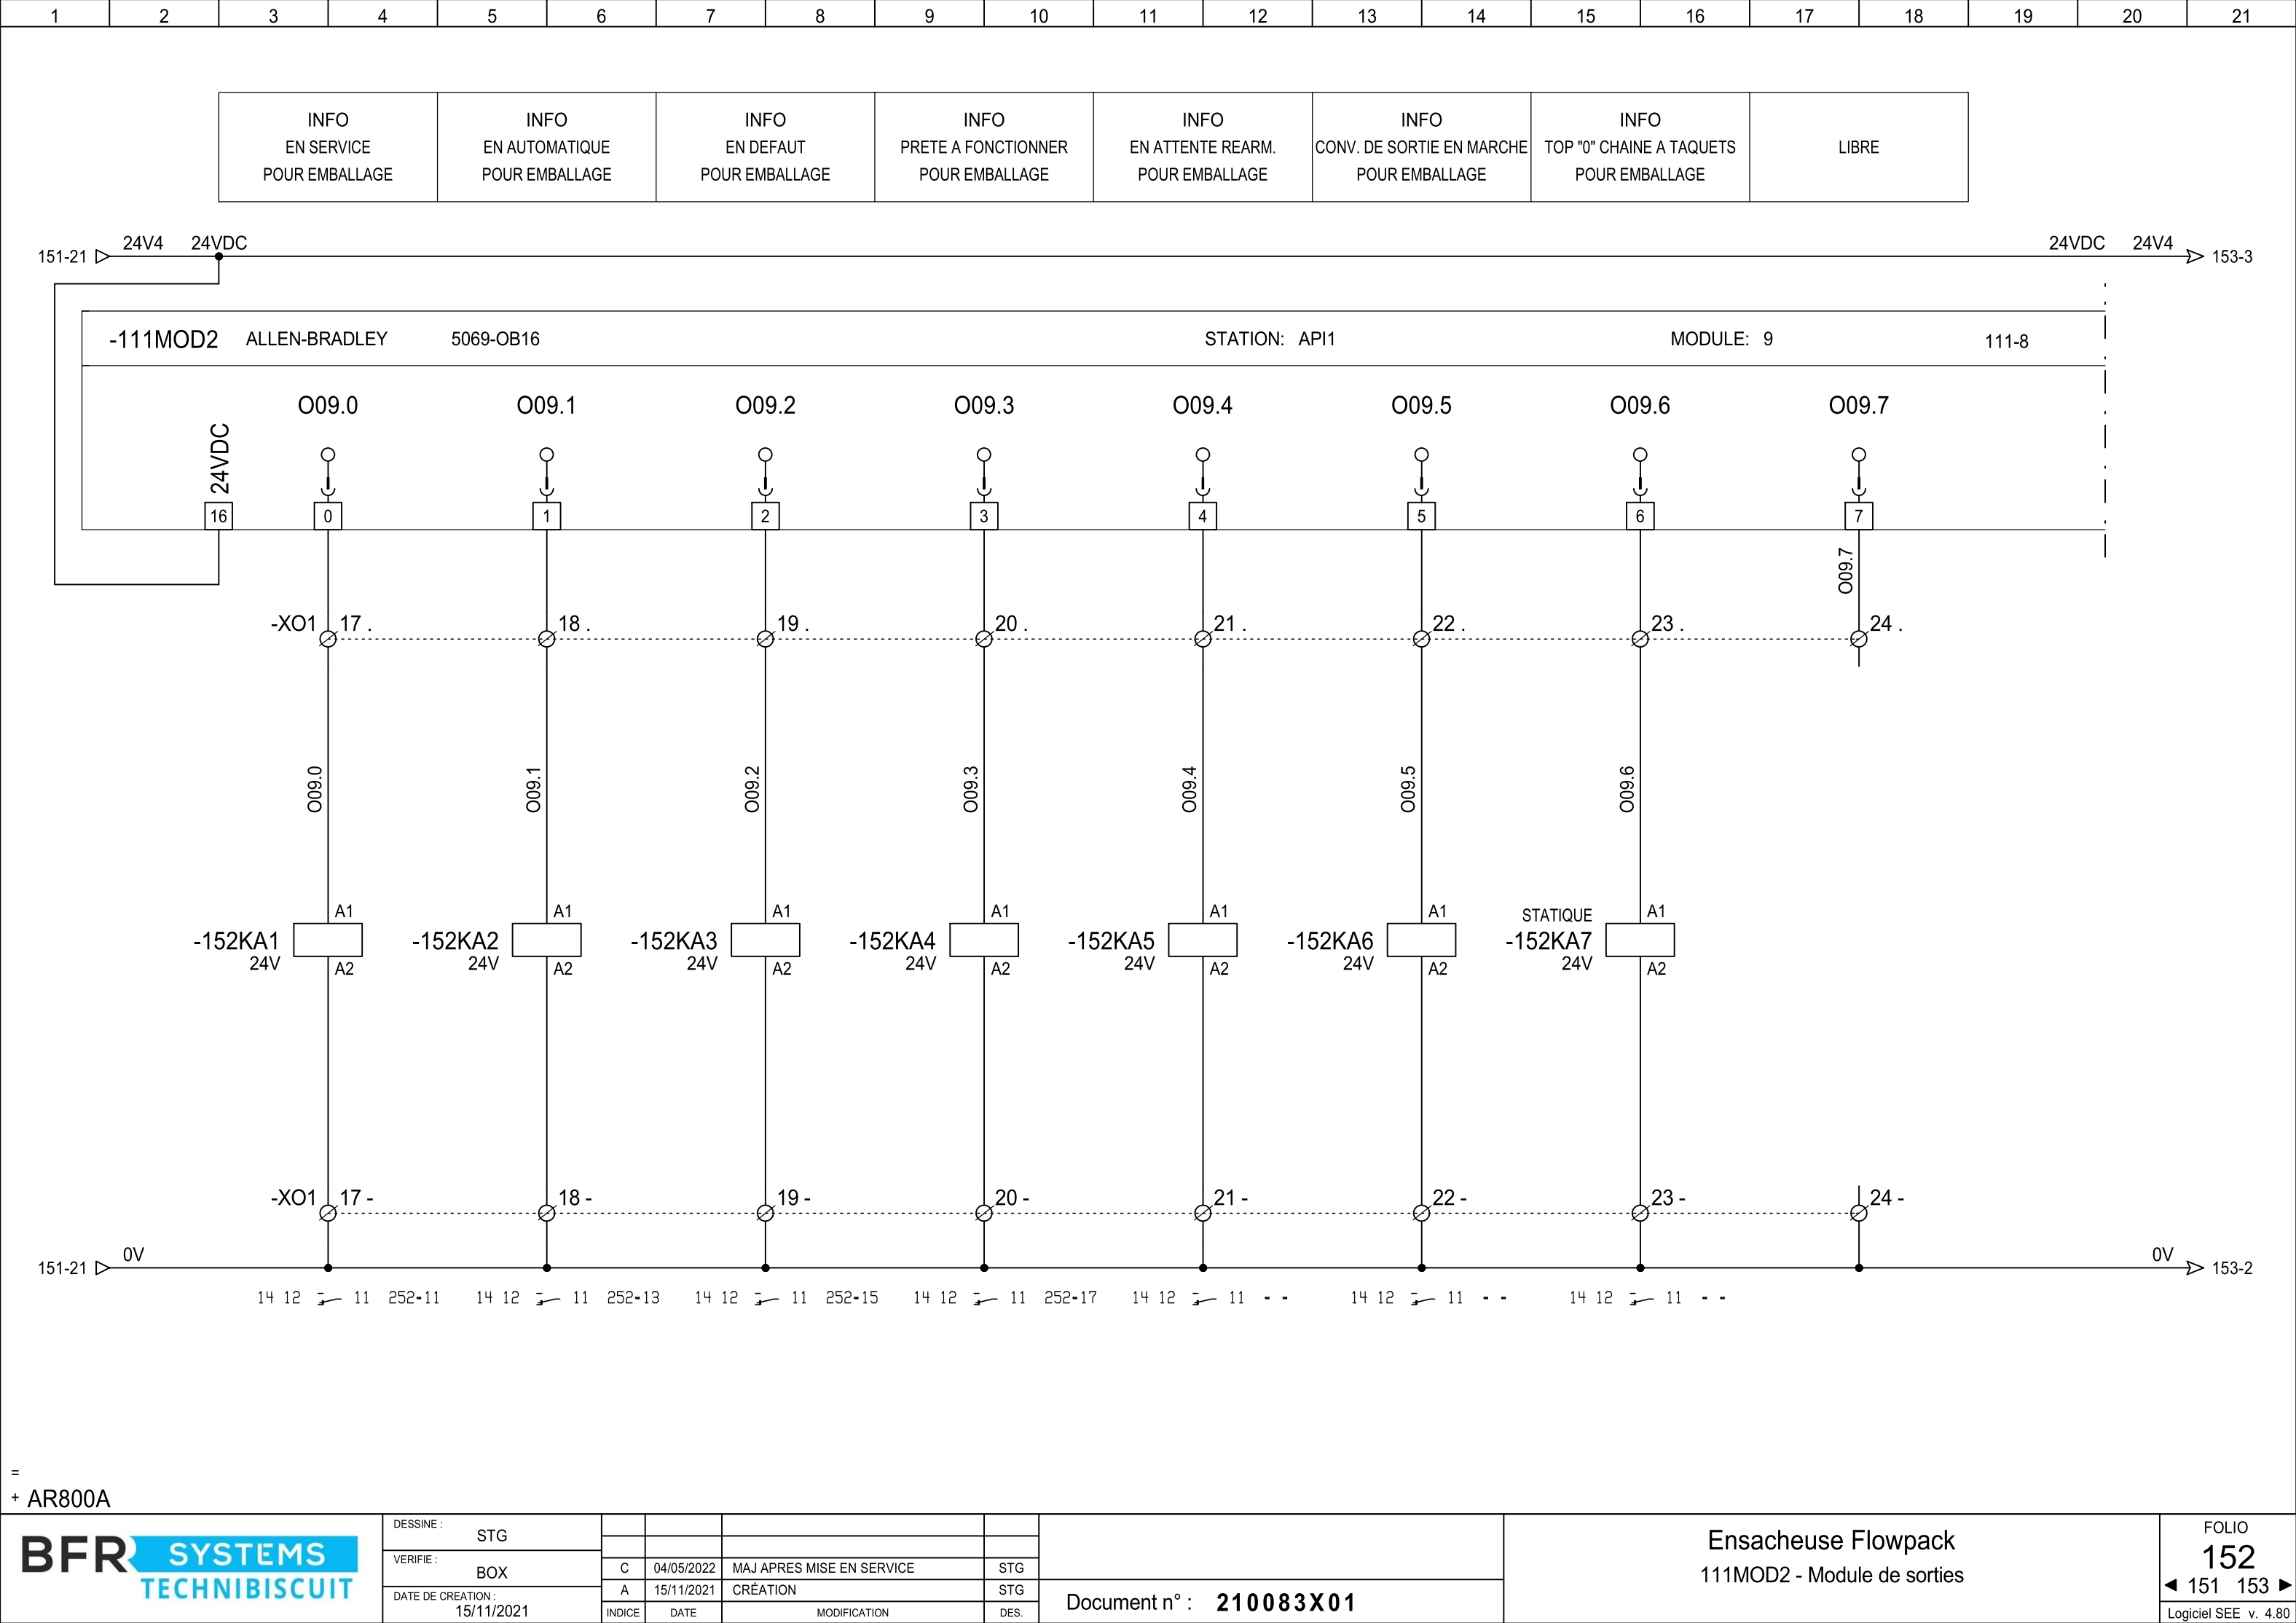 1 2 3 4 5 6 7 8 9 10 11 12 13 14 15 16 17 18 19 20 21
INFO INFO INFO INFO INFO INFO INFO
EN SERVICE EN AUTOMATIQUE EN DEFAUT PRETE A FONCTIONNER EN ATTENTE REARM. CONV. DE SORTIE EN MARCHE TOP "0" CHAINE A TAQUETS LIBRE
POUR EMBALLAGE POUR EMBALLAGE POUR EMBALLAGE POUR EMBALLAGE POUR EMBALLAGE POUR EMBALLAGE POUR EMBALLAGE
24V4 24VDC 24VDC 24V4
151-21 153-3
-111MOD2 ALLEN-BRADLEY 5069-OB16 STATION: API1 MODULE: 9 111-8
O09.0 O09.1 O09.2 O09.3 O09.4 O09.5 O09.6 O09.7
24VDC
16 0 1 2 3 4 5 6 7
O09.7
-XO1 17 . 18 . 19 . 20 . 21 . 22 . 23 . 24 .
O09.0 O09.1 O09.2 O09.3 O09.4 O09.5 O09.6
A1 A1 A1 A1 A1 A1 STATIQUE A1
-152KA1 -152KA2 -152KA3 -152KA4 -152KA5 -152KA6 -152KA7
24V A2 24V A2 24V A2 24V A2 24V A2 24V A2 24V A2
-XO1 17 - 18 - 19 - 20 - 21 - 22 - 23 - 24 -
0V 0V
151-21 153-2
14 12 11 252-11 14 12 11 252-13 14 12 11 252-15 14 12 11 252-17 14 12 11 - - 14 12 11 - - 14 12 11 - -
=
+ AR800A
BFR SYSTEMS
TECHNIBISCUIT
DESSINE :
STG
VERIFIE :
BOX
DATE DE CREATION :
15/11/2021
C 04/05/2022 MAJ APRES MISE EN SERVICE STG
A 15/11/2021 CRÉATION STG
INDICE DATE MODIFICATION DES.
Document n° : 210083X01
Ensacheuse Flowpack
111MOD2 - Module de sorties
FOLIO
152
151 153
Logiciel SEE v. 4.80